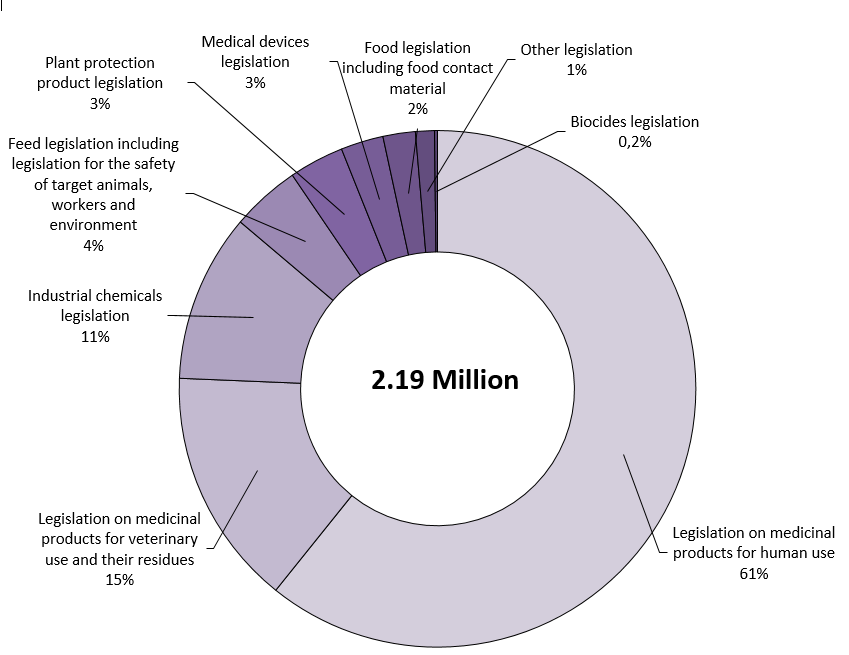 Medical devices
legislation
3%
Food legislation
including food contact
material
2%
Other legislation
1%
Biocides legislation
0,2%
Plant protection
product legislation
3%
Feed legislation including
legislation for the safety
of target animals,
workers and
environment
4%
Industrial chemicals
legislation
11%
2.19 Million
Legislation on medicinal
products for veterinary
use and their residues
15%
Legislation on medicinal
products for human use
61%